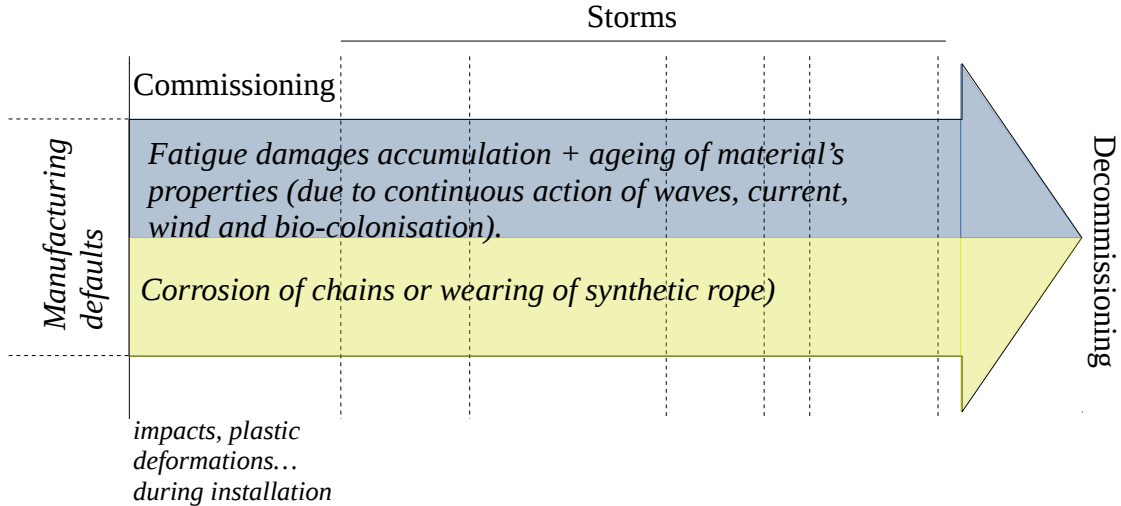 Storms
Commissioning
Manufacturing
defaults
Fatigue damages accumulation + ageing of material’s
properties (due to continuous action of waves, current,
wind and bio-colonisation).
Corrosion of chains or wearing of synthetic rope)
Decommissioning
impacts, plastic
deformations…
during installation